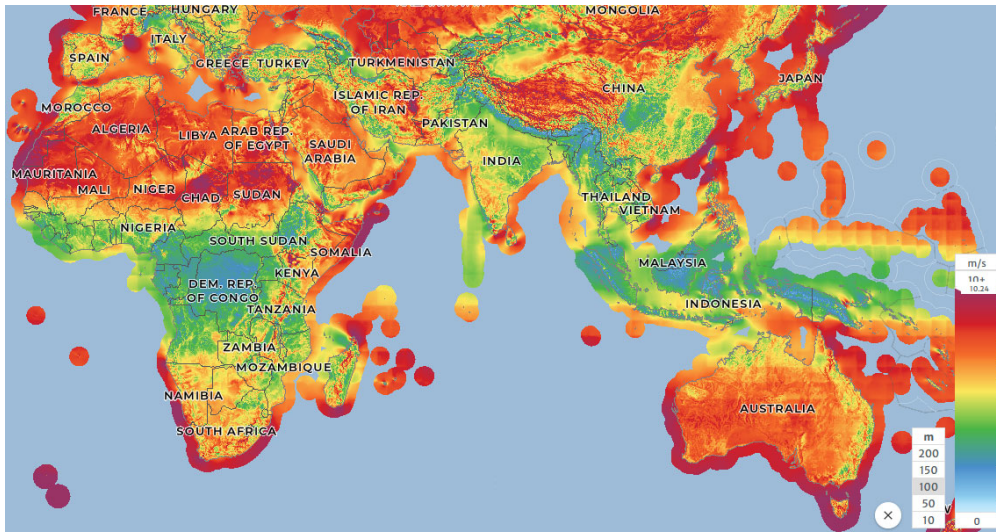 FRANCE
HUNGARY
MONGOLIA
ITALY
SPAIN
GREECE
TURKEY
TURKMENISTAN
JAPAN
CHINA
ISLAMIC REP.
OF IRAN
MOROCCO
ALGERIA
LIBYA
ARAB REP.
OF EGYPT
PAKISTAN
SAUDI
ARABIA
INDIA
MAURITANIA
MALI
NIGER
CHAD
SUDAN
THAILAND
VIETNAM
NIGERIA
SOUTH SUDAN
SOMALIA
MALAYSIA
KENYA
DEM. REP.
OF CONGO
TANZANIA
INDONESIA
ZAMBIA
MOZAMBIQUE
NAMIBIA
AUSTRALIA
SOUTH AFRICA
m/s
10+
10.24
0
m
200
150
100
50
10